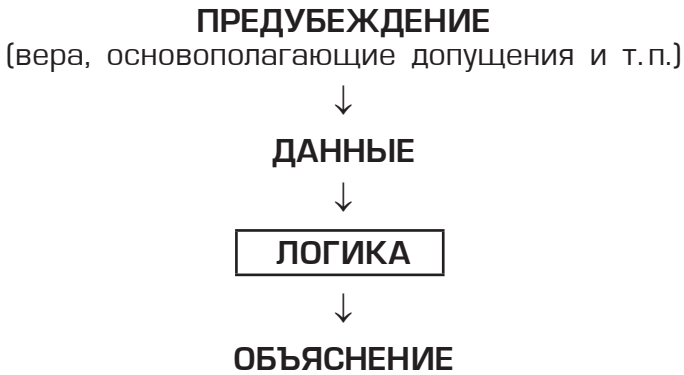 ПРЕДУБЕЖДЕНИЕ
(вера, основополагающие допущения и т.п.)
↓
ДАННЫЕ
↓
ЛОГИКА
↓
ОБЪЯСНЕНИЕ